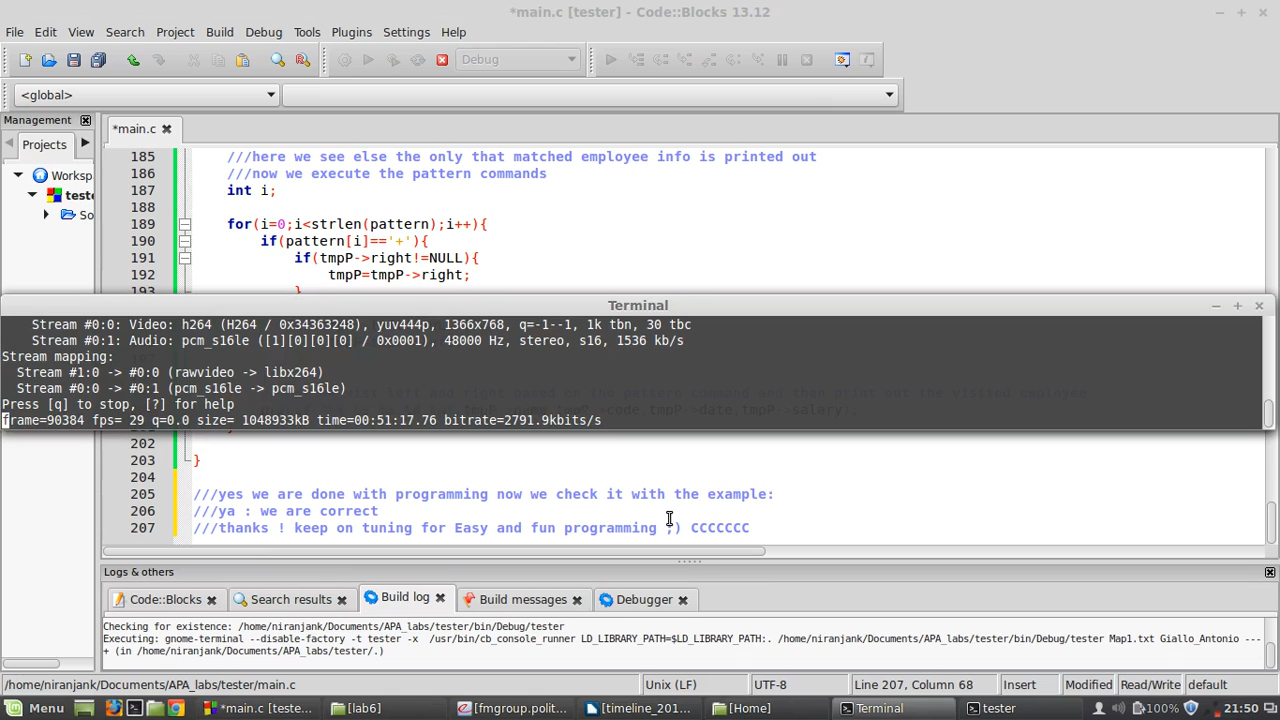 *main.c [tester] - Code::Blocks 13.12
File Edit View Search Project Build Debug Tools Plugins Settings Help
Debug
<global>
Management
*main.c
Projects
185 ///here we see else the only that matched employee info is printed out
186 ///now we execute the pattern commands
Worksp
187 int i;
teste
188
So
189 for(i=0;i<strlen(pattern);i++){
190 if(pattern[i]=='+'){
191 if(tmpP->right!=NULL){
192 tmpP=tmpP->right;
193 }
Terminal
Stream #0:0: Video: h264 (H264 / 0x34363248), yuv444p, 1366x768, q=-1--1, 1k tbn, 30 tbc
Stream #0:1: Audio: pcm_s16le ([1][0][0][0] / 0x0001), 48000 Hz, stereo, s16, 1536 kb/s
Stream mapping:
Stream #1:0 -> #0:0 (rawvideo -> libx264)
Stream #0:0 -> #0:1 (pcm_s16le -> pcm_s16le)
Press [q] to stop, [?] for help
frame=90384 fps= 29 q=0.0 size= 1048933kB time=00:51:17.76 bitrate=2791.9kbits/s
202
203 }
204
205 ///yes we are done with programming now we check it with the example:
206 ///ya : we are correct
207 ///thanks ! keep on tuning for Easy and fun programming ;) CCCCCCC
Logs & others
Code::Blocks Search results Build log Build messages Debugger
Checking for existence: /home/niranjank/Documents/APA_labs/tester/bin/Debug/tester
Executing: gnome-terminal --disable-factory -t tester -x /usr/bin/cb_console_runner LD_LIBRARY_PATH=$LD_LIBRARY_PATH:. /home/niranjank/Documents/APA_labs/tester/bin/Debug/tester Map1.txt Giallo Antonio ---
+ (in /home/niranjank/Documents/APA_labs/tester/.)
/home/niranjank/Documents/APA_labs/tester/main.c Unix (LF) UTF-8 Line 207, Column 68 Insert Modified Read/Write default
Menu *main.c [teste... [lab6] [fmgroup.polit... [timeline_201... [Home] Terminal tester 100% 21:50